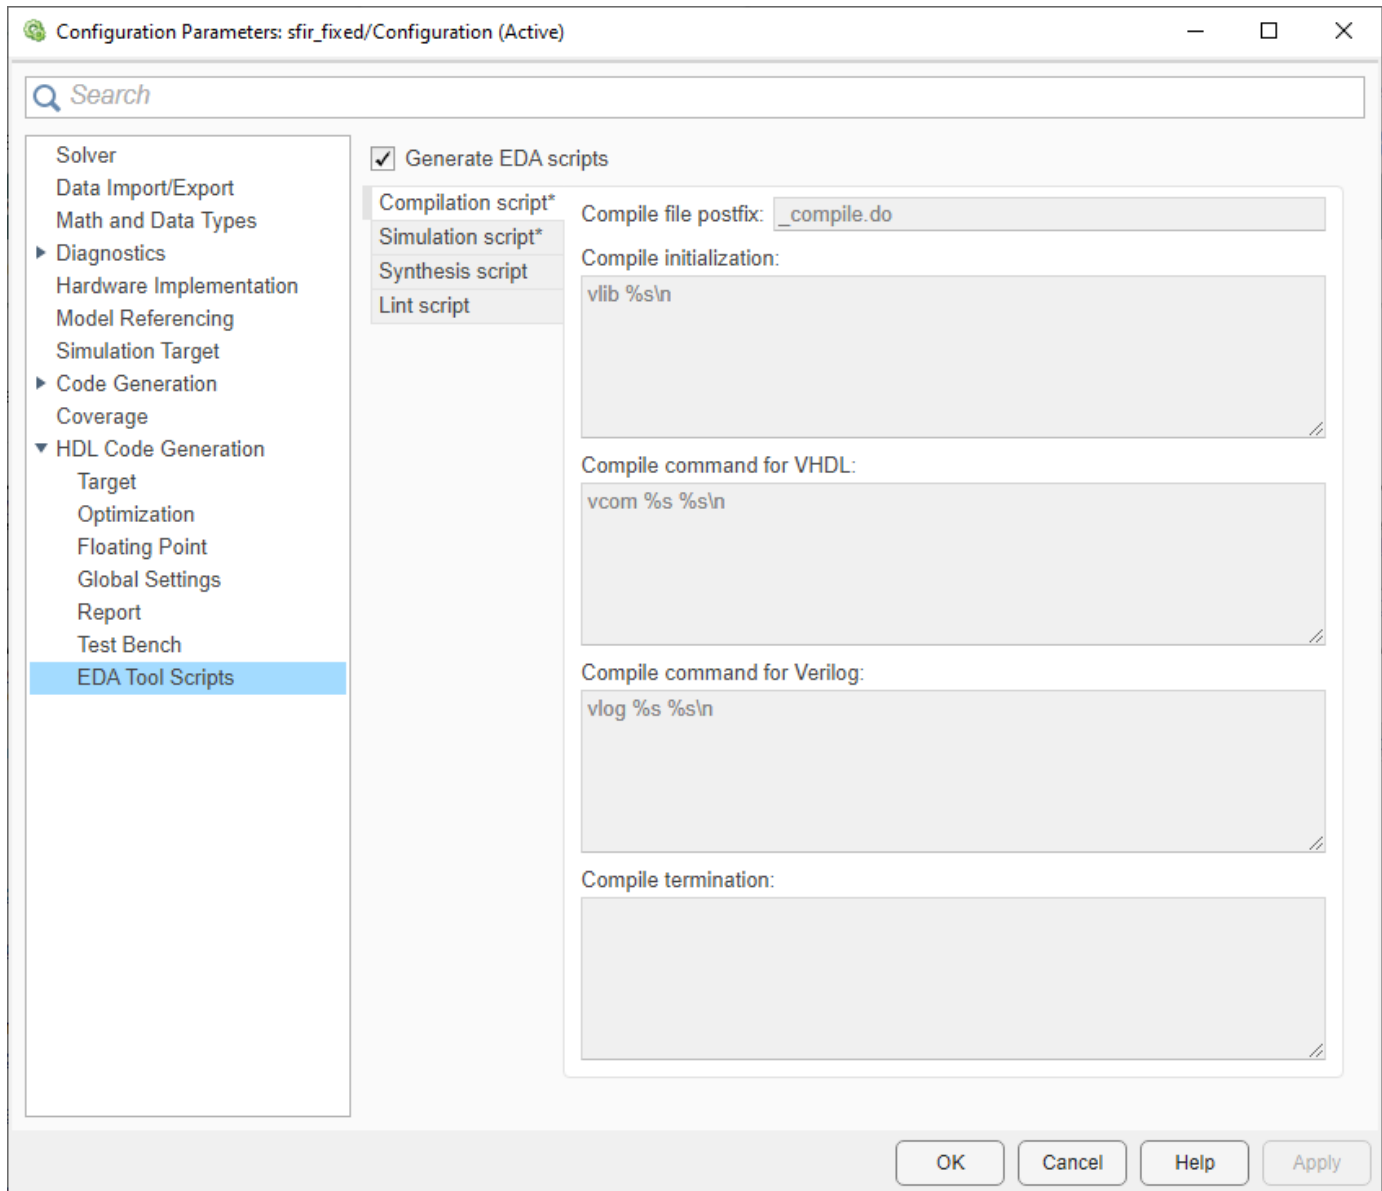 Configuration Parameters: sfir_fixed/Configuration (Active)
Search
Solver
Data Import/Export
Math and Data Types
Diagnostics
Hardware Implementation
Model Referencing
Simulation Target
Code Generation
Coverage
HDL Code Generation
Target
Optimization
Floating Point
Global Settings
Report
Test Bench
EDA Tool Scripts
Generate EDA scripts
Compilation script*
Simulation script*
Synthesis script
Lint script
Compile file postfix: _compile.do
Compile initialization:
vlib %s\n
Compile command for VHDL:
vcom %s %s\n
Compile command for Verilog:
vlog %s %s\n
Compile termination:
OK Cancel Help Apply